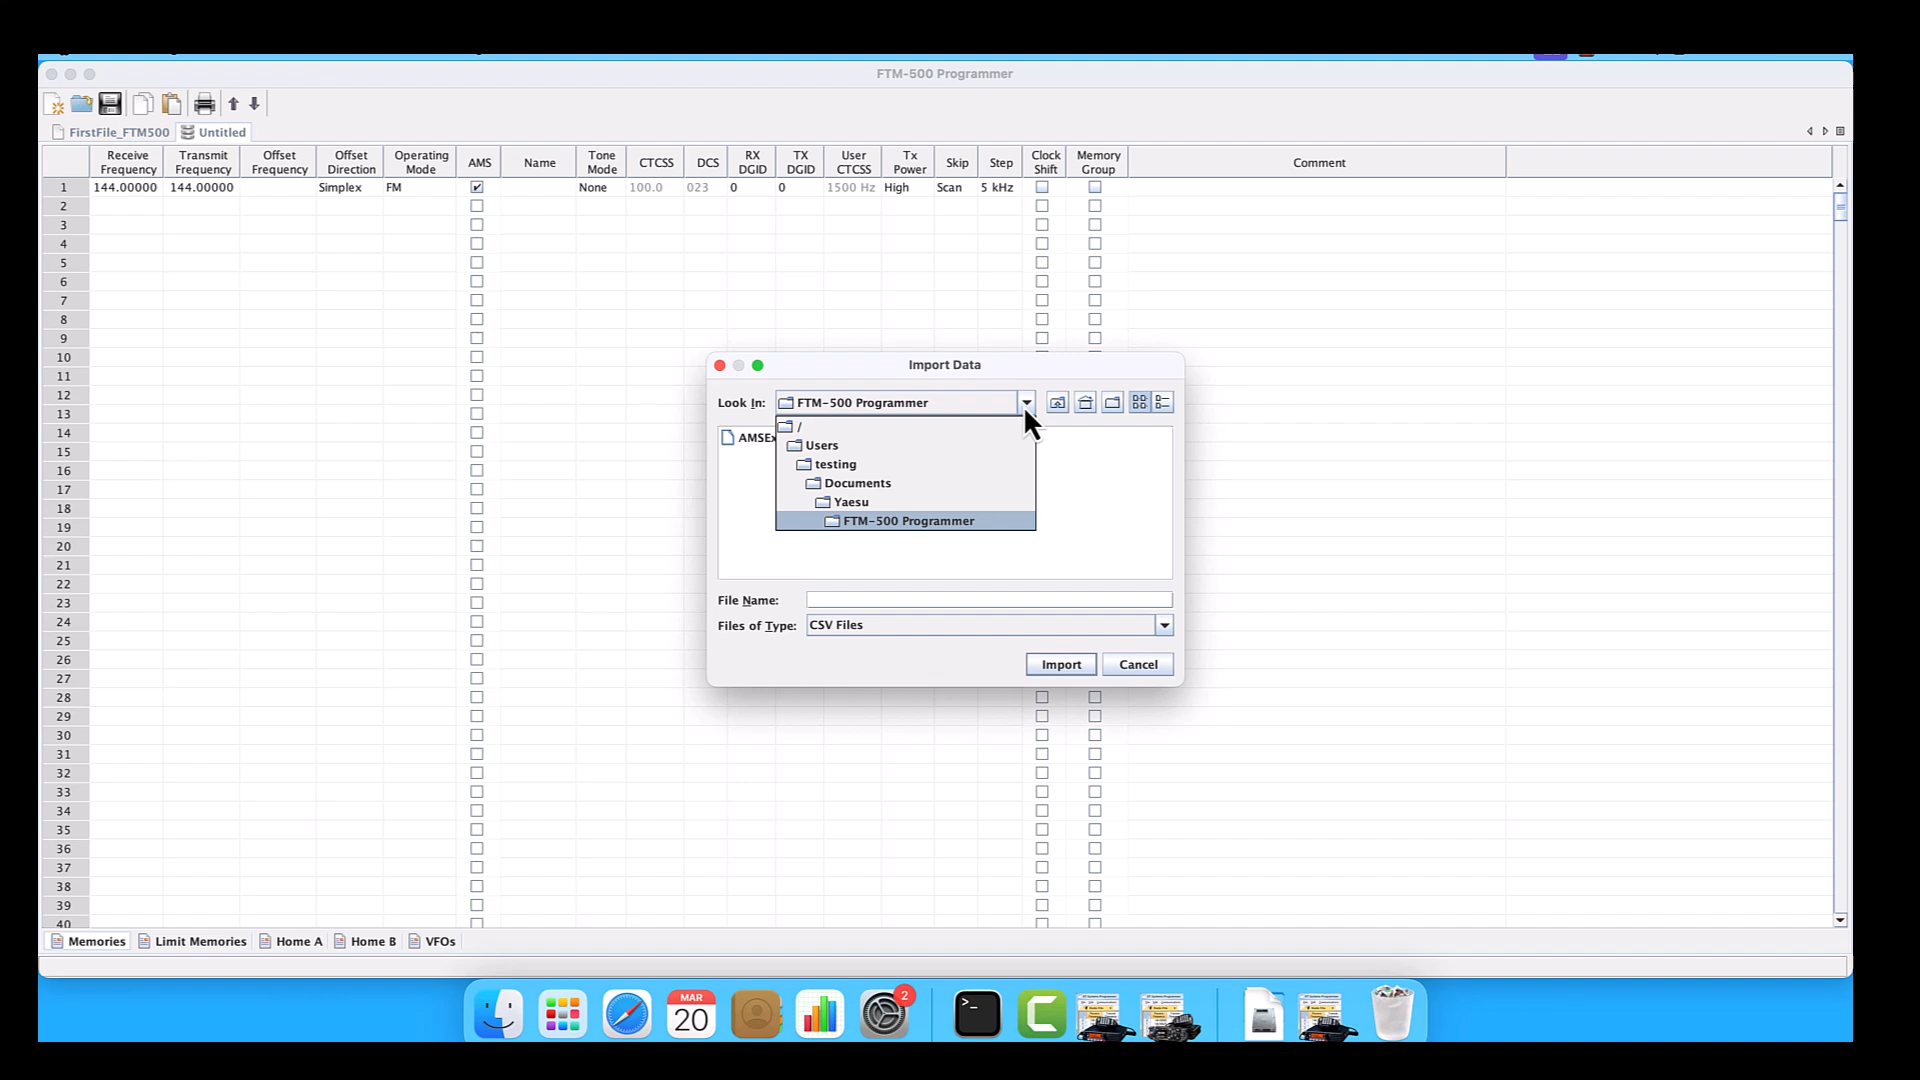 FTM-500 Programmer
FirstFile_FTM500 Untitled
Receive Frequency Transmit Frequency Offset Frequency Offset Direction Operating Mode AMS Name Tone Mode CTCSS DCS RX DGID TX DGID User CTCSS Tx Power Skip Step Clock Shift Memory Group Comment
1 144.00000 144.00000 Simplex FM None 100.0 023 0 0 1500 Hz High Scan 5 kHz
2
3
4
5
6
7
8
9
10
11
12
13
14
15
16
17
18
19
20
21
22
23
24
25
26
27
28
29
30
31
32
33
34
35
36
37
38
39
40
Import Data
Look In: FTM-500 Programmer
/
AMSEx
Users
testing
Documents
Yaesu
FTM-500 Programmer
File Name:
Files of Type: CSV Files
Import Cancel
Memories Limit Memories Home A Home B VFOs
MAR
20
2
>_